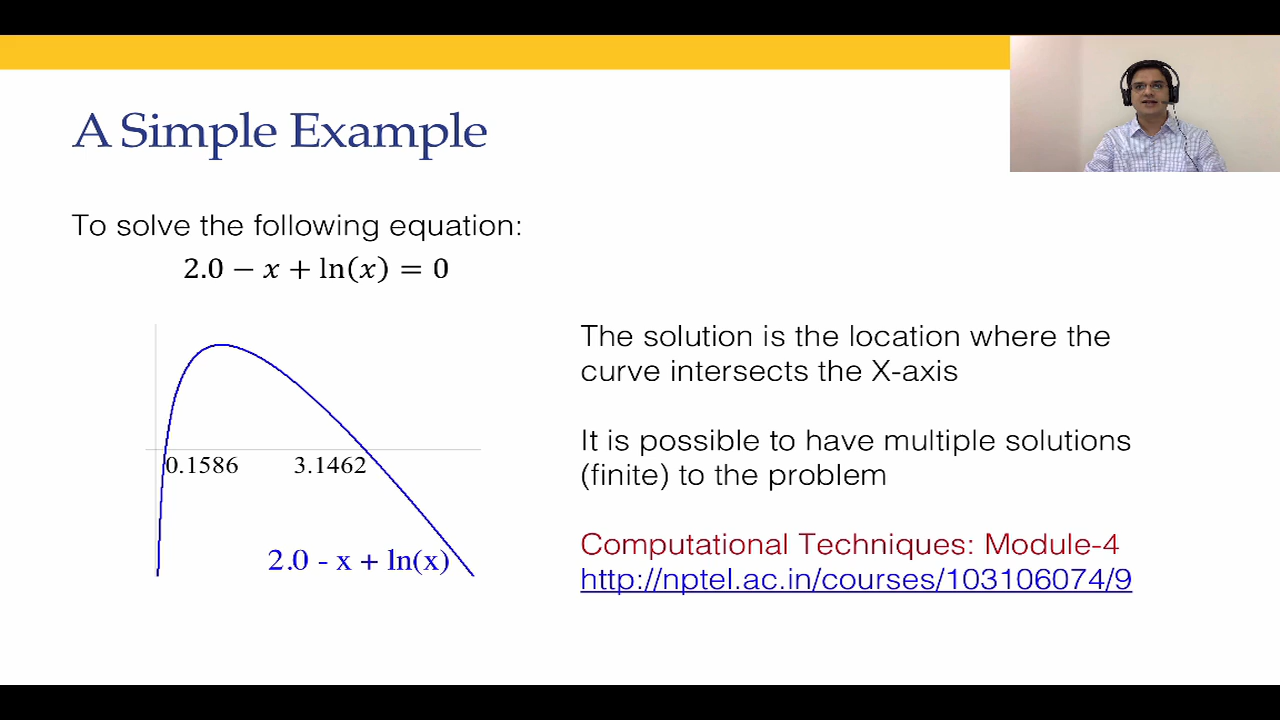 A Simple Example
To solve the following equation:
2.0 − x + ln(x) = 0
0.1586
3.1462
2.0 - x + ln(x)
The solution is the location where the
curve intersects the X-axis
It is possible to have multiple solutions
(finite) to the problem
Computational Techniques: Module-4
http://nptel.ac.in/courses/103106074/9